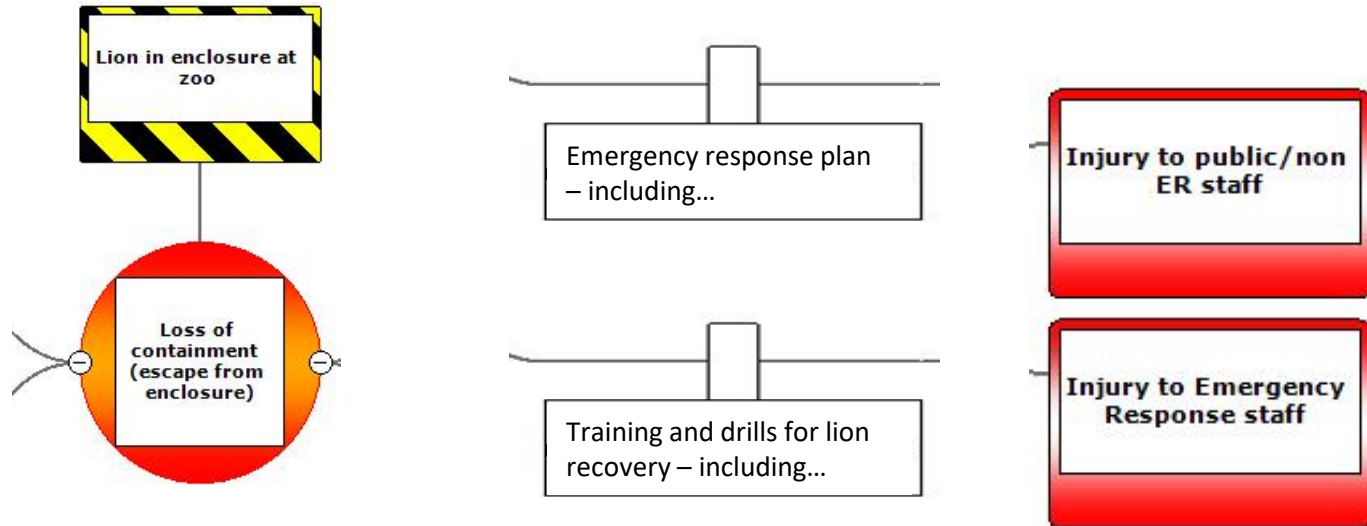 Lion in enclosure at
zoo
Loss of
containment
(escape from
enclosure)
Emergency response plan
– including…
Training and drills for lion
recovery – including…
Injury to public/non
ER staff
Injury to Emergency
Response staff